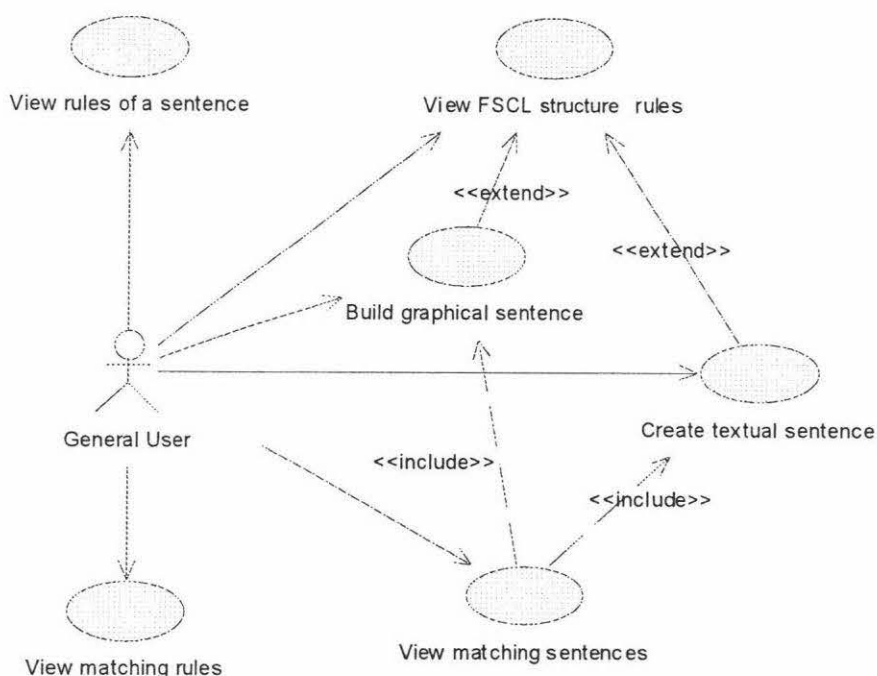 View rules of a sentence
View FSCL structure rules
<<extend>>
<<extend>>
Build graphical sentence
General User
Create textual sentence
<<include>>
<<include>>
View matching sentences
View matching rules